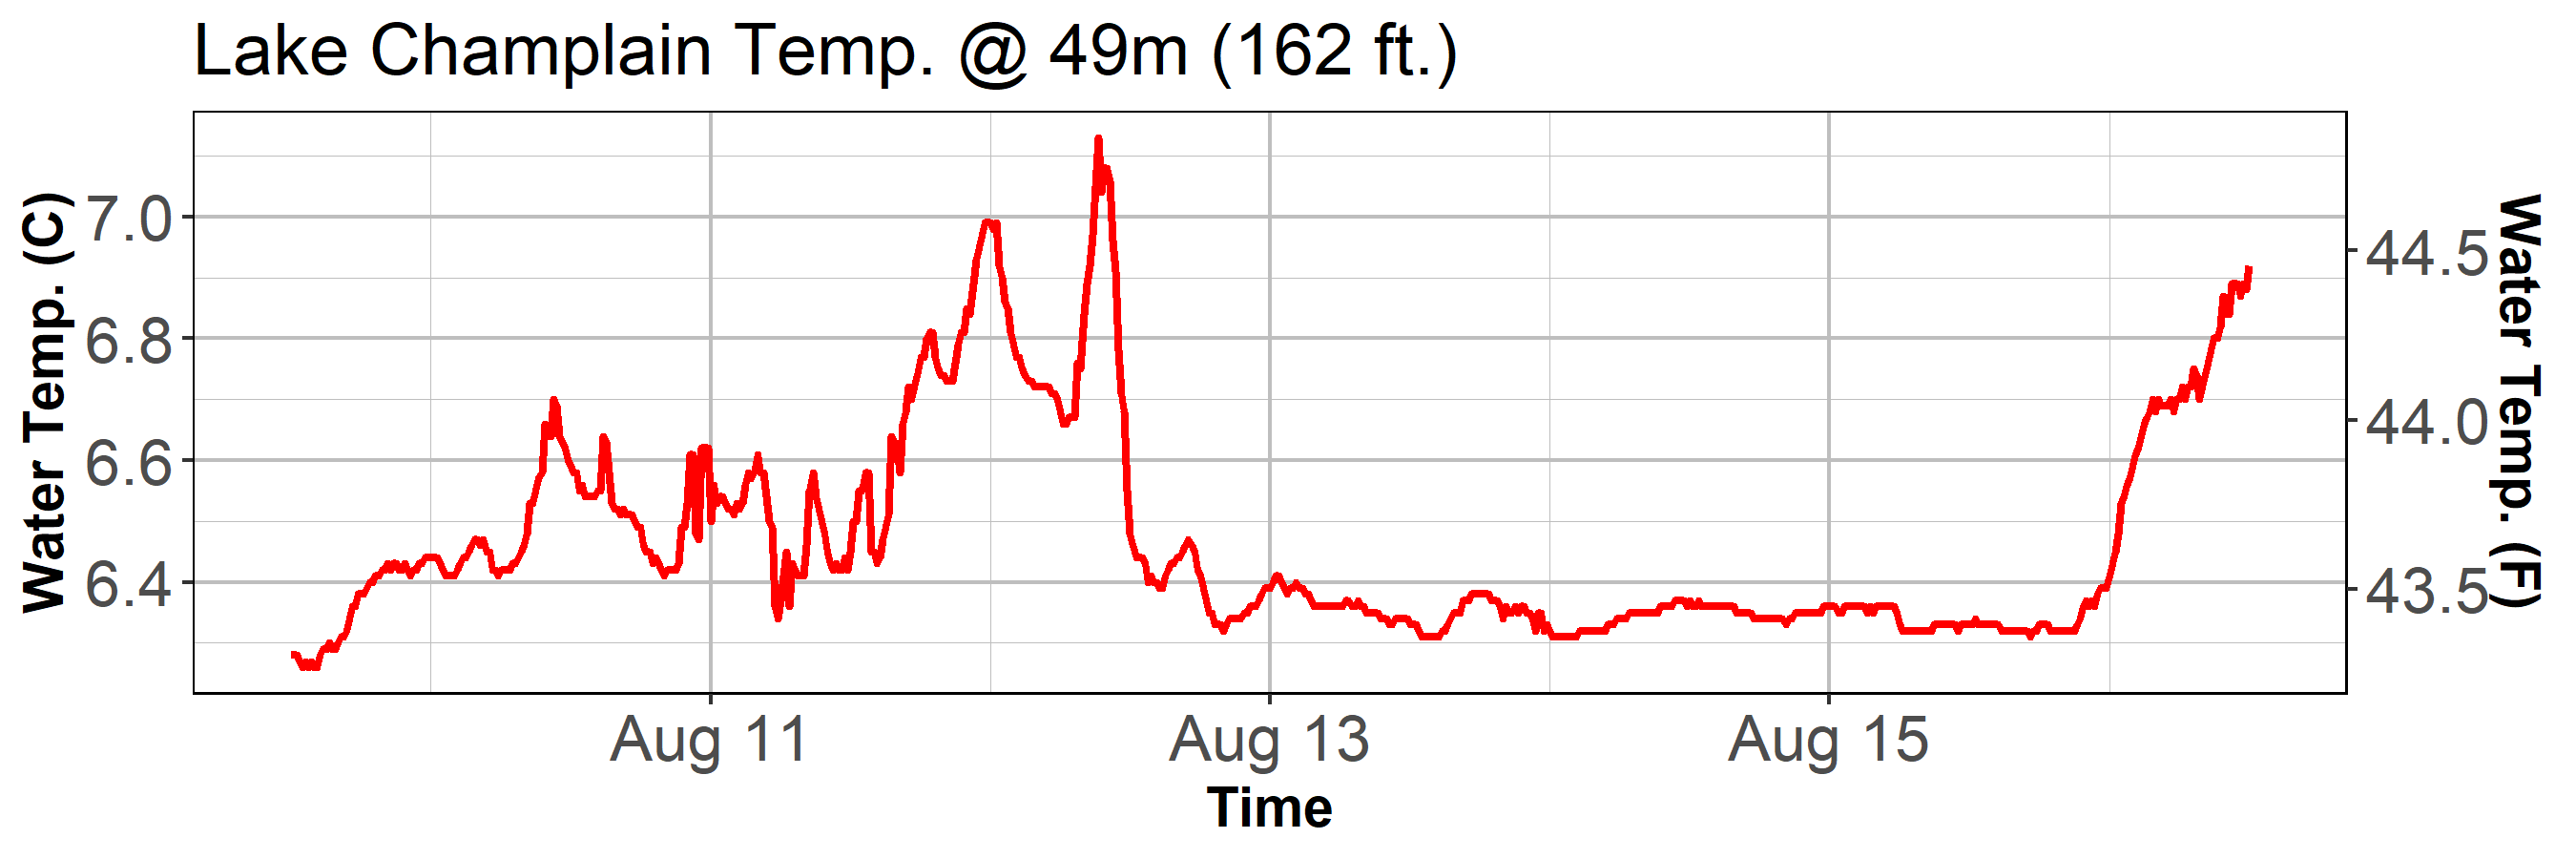 Lake Champlain Temp. @ 49m (162 ft.)
Water Temp. (C)
7.0
6.8
6.6
6.4
44.5
44.0
43.5
Water Temp. (F)
Aug 11 Aug 13 Aug 15
Time